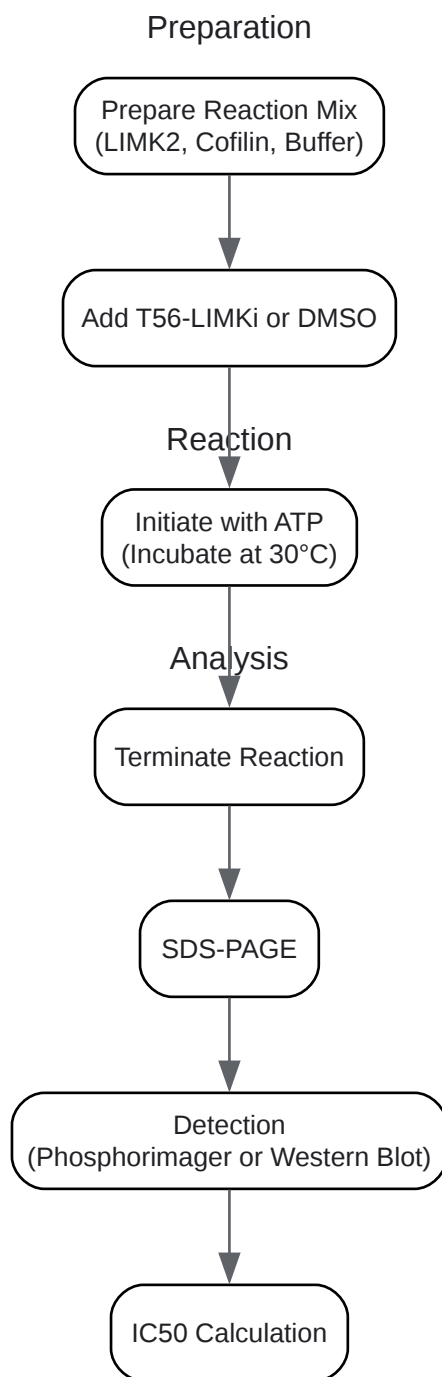 Preparation
Prepare Reaction Mix
(LIMK2, Cofilin, Buffer)
Add T56-LIMKi or DMSO
Reaction
Initiate with ATP
(Incubate at 30°C)
Analysis
Terminate Reaction
SDS-PAGE
Detection
(Phosphorimager or Western Blot)
IC50 Calculation